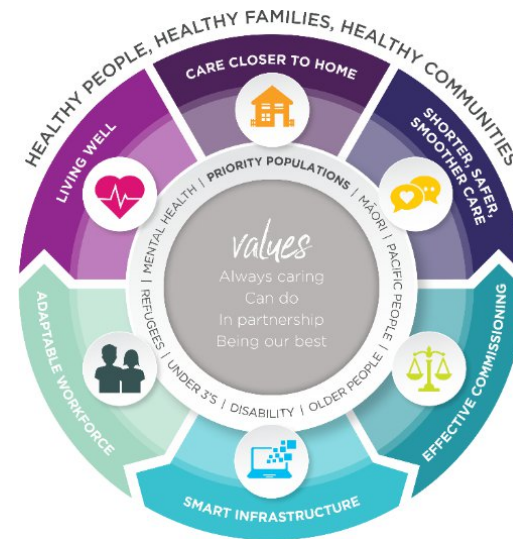 HEALTHY PEOPLE, HEALTHY FAMILIES, HEALTHY COMMUNITIES
CARE CLOSER TO HOME
SHORTER, SAFER,
SMOOTHER CARE
EFFECTIVE COMMISSIONING
SMART INFRASTRUCTURE
ADAPTABLE WORKFORCE
LIVING WELL
PRIORITY POPULATIONS | MĀORI | PACIFIC PEOPLE | OLDER PEOPLE | DISABILITY | UNDER 3'S | REFUGEES | MENTAL HEALTH |
values
Always caring
Can do
In partnership
Being our best